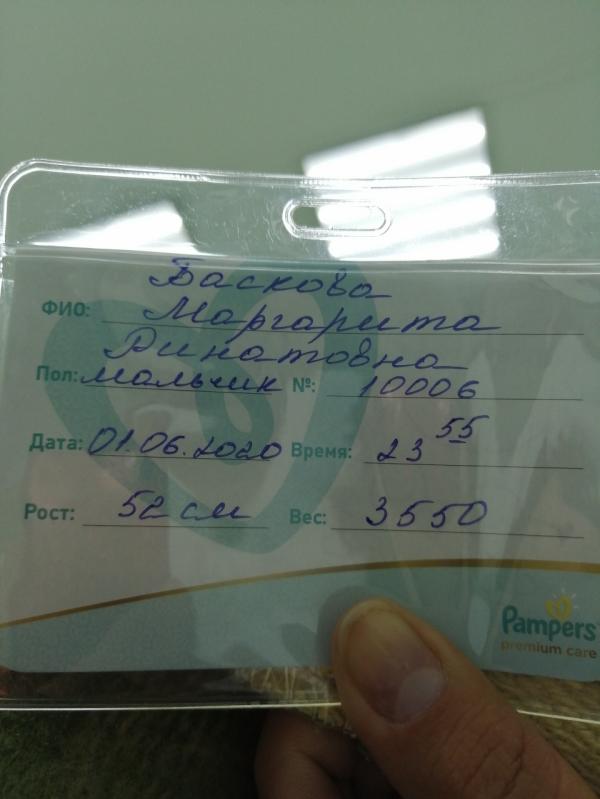 Баскова
ФИО: Маргарита
Ринатовна
Пол: мальчик №: 10006
Дата: 01.06.2020 Время: 23 55
Рост: 52 см Вес: 3550
Pampers
premium care